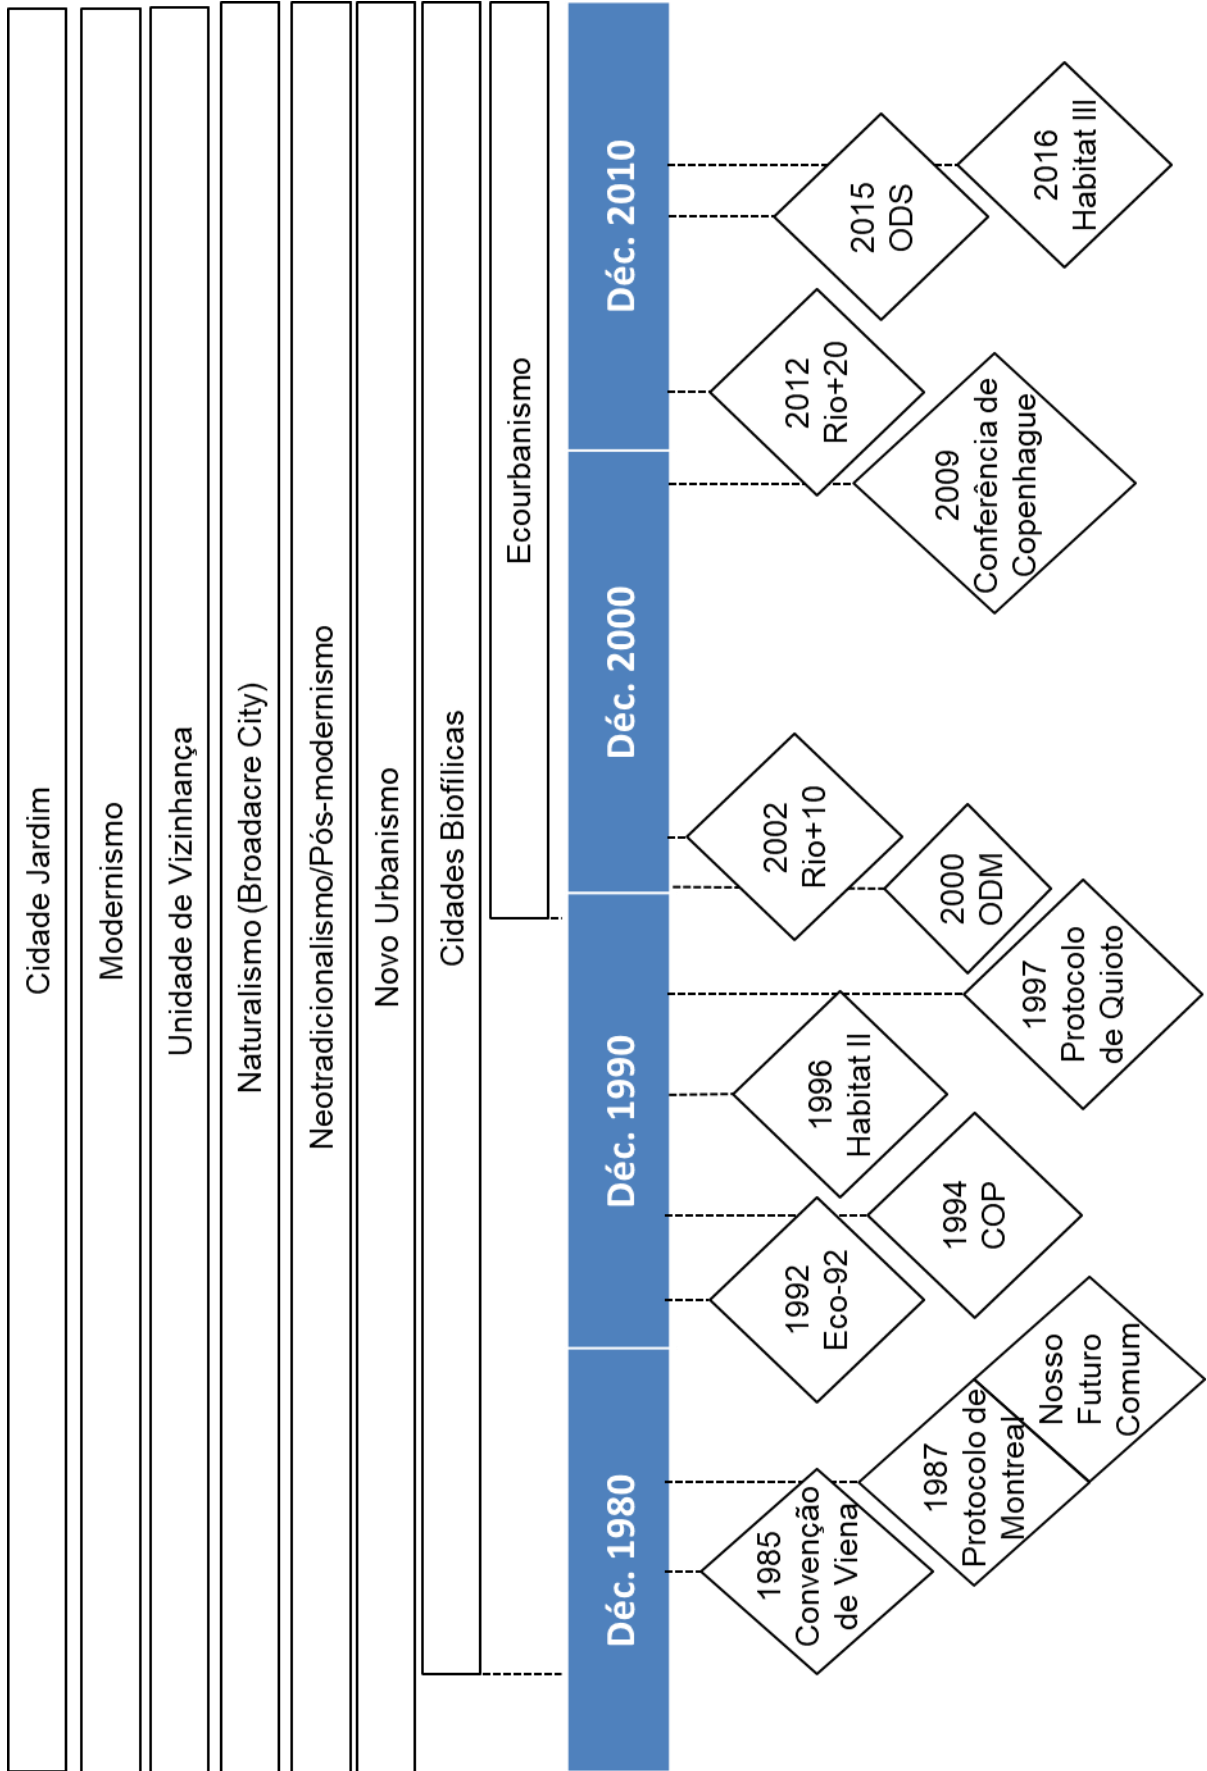 Cidade Jardim
Modernismo
Unidade de Vizinhança
Naturalismo (Broadacre City)
Neotradicionalismo/Pós-modernismo
Novo Urbanismo
Cidades Biofílicas
Ecourbanismo
Déc. 1980
Déc. 1990
Déc. 2000
Déc. 2010
1985
Convenção
de Viena
1987
Protocolo de
Montreal
Nosso
Futuro
Comum
1992
Eco-92
1994
COP
1996
Habitat II
1997
Protocolo
de Quioto
2000
ODM
2002
Rio+10
2009
Conferência de
Copenhague
2012
Rio+20
2015
ODS
2016
Habitat III